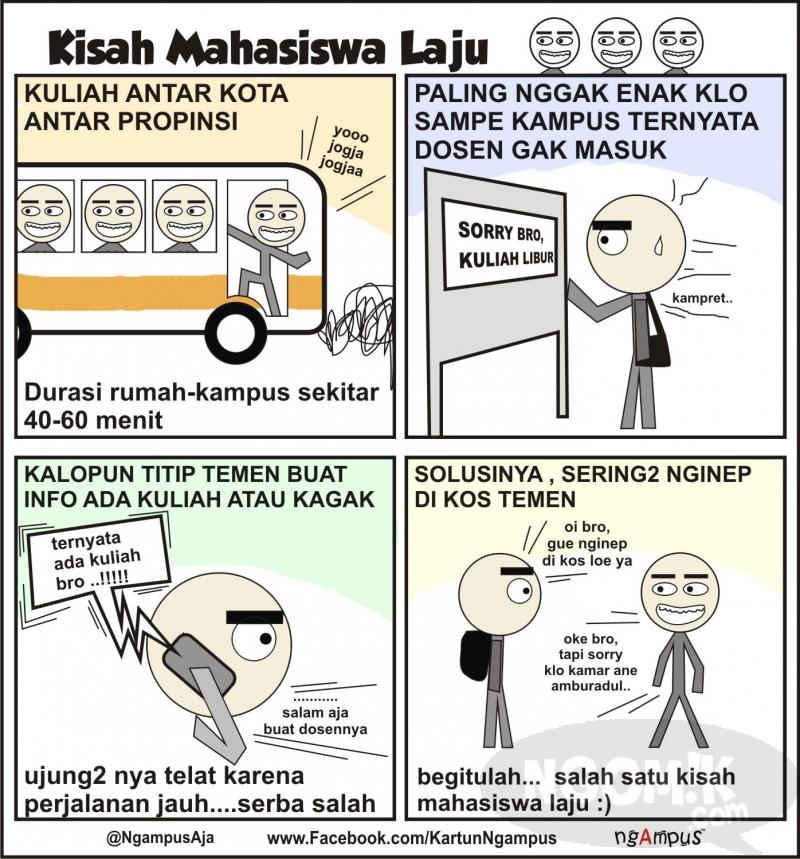 Kisah Mahasiswa Laju
KULIAH ANTAR KOTA
ANTAR PROPINSI
yooo
jogja
jogjaa
Durasi rumah-kampus sekitar
40-60 menit
PALING NGGAK ENAK KLO
SAMPE KAMPUS TERNYATA
DOSEN GAK MASUK
SORRY BRO,
KULIAH LIBUR
kampret..
KALOPUN TITIP TEMEN BUAT
INFO ADA KULIAH ATAU KAGAK
ternyata
ada kuliah
bro ..!!!!!
...........
salam aja
buat dosennya
ujung2 nya telat karena
perjalanan jauh....serba salah
SOLUSINYA , SERING2 NGINEP
DI KOS TEMEN
oi bro,
gue nginep
di kos loe ya
oke bro,
tapi sorry
klo kamar ane
amburadul..
begitulah... salah satu kisah
mahasiswa laju :)
NGOM!K
.com
@NgampusAja
www.Facebook.com/KartunNgampus
ngAmpus